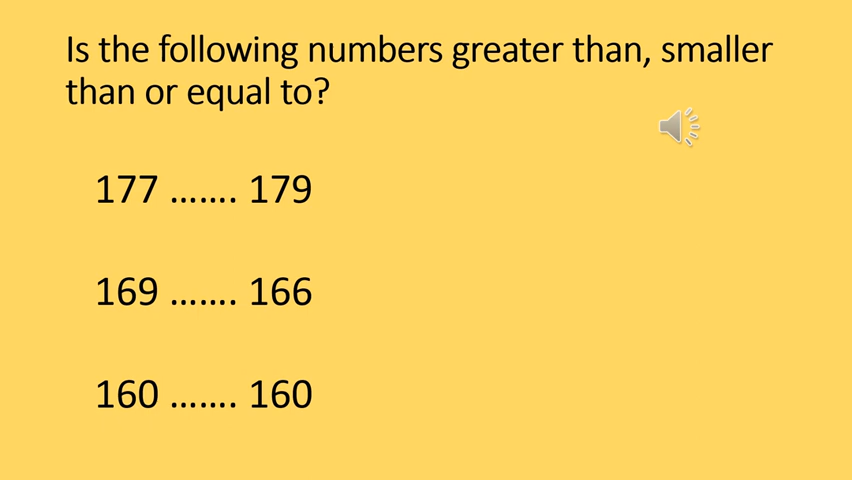 Is the following numbers greater than, smaller
than or equal to?
177 ……. 179
169 ……. 166
160 ……. 160